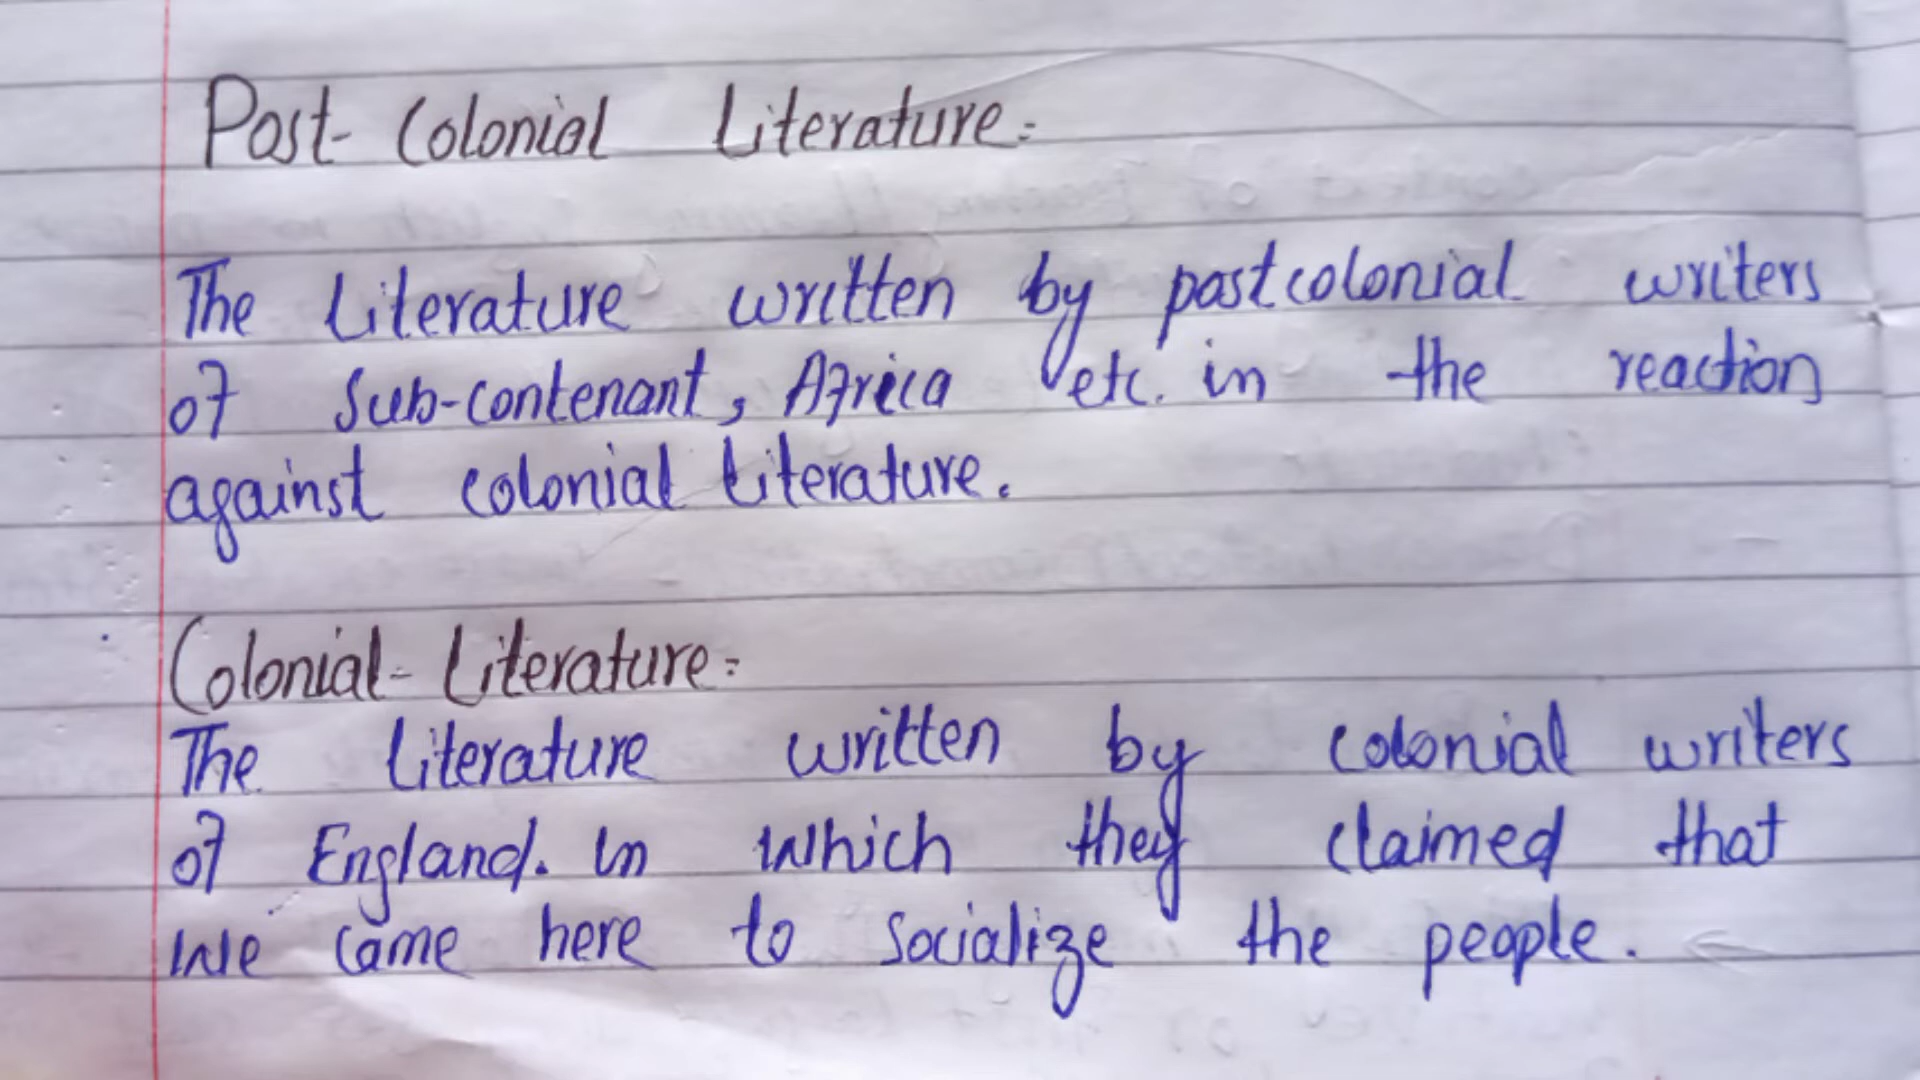 Post- Colonial Literature:
The Literature written by postcolonial writers
of Sub-contenant, Africa etc. in the reaction
against colonial Literature.
Colonial- Literature:
The Literature written by colonial writers
of England. In which they claimed that
we came here to socialize the people.